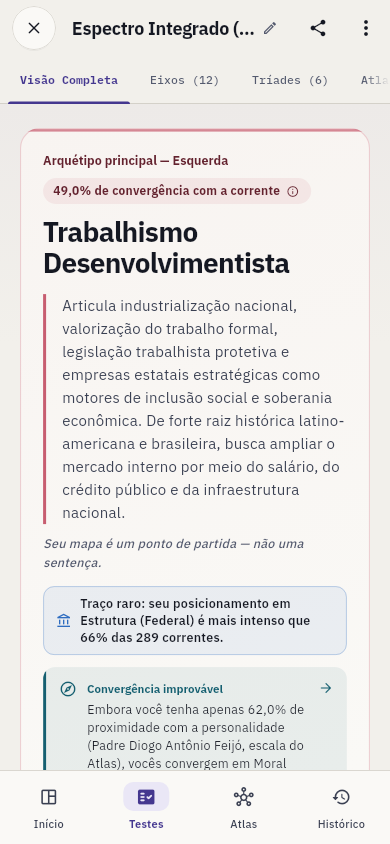 Espectro Integrado (...
Visão Completa
Eixos (12)
Tríades (6)
Atla
Arquétipo principal — Esquerda
49,0% de convergência com a corrente
Trabalhismo
Desenvolvimentista
Articula industrialização nacional,
valorização do trabalho formal,
legislação trabalhista protetiva e
empresas estatais estratégicas como
motores de inclusão social e soberania
econômica. De forte raiz histórica latino-
americana e brasileira, busca ampliar o
mercado interno por meio do salário, do
crédito público e da infraestrutura
nacional.
Seu mapa é um ponto de partida — não uma
sentença.
Traço raro: seu posicionamento em
Estrutura (Federal) é mais intenso que
66% das 289 correntes.
Convergência improvável
Embora você tenha apenas 62,0% de
proximidade com a personalidade
(Padre Diogo Antônio Feijó, escala do
Atlas), vocês convergem em Moral
Início
Testes
Atlas
Histórico